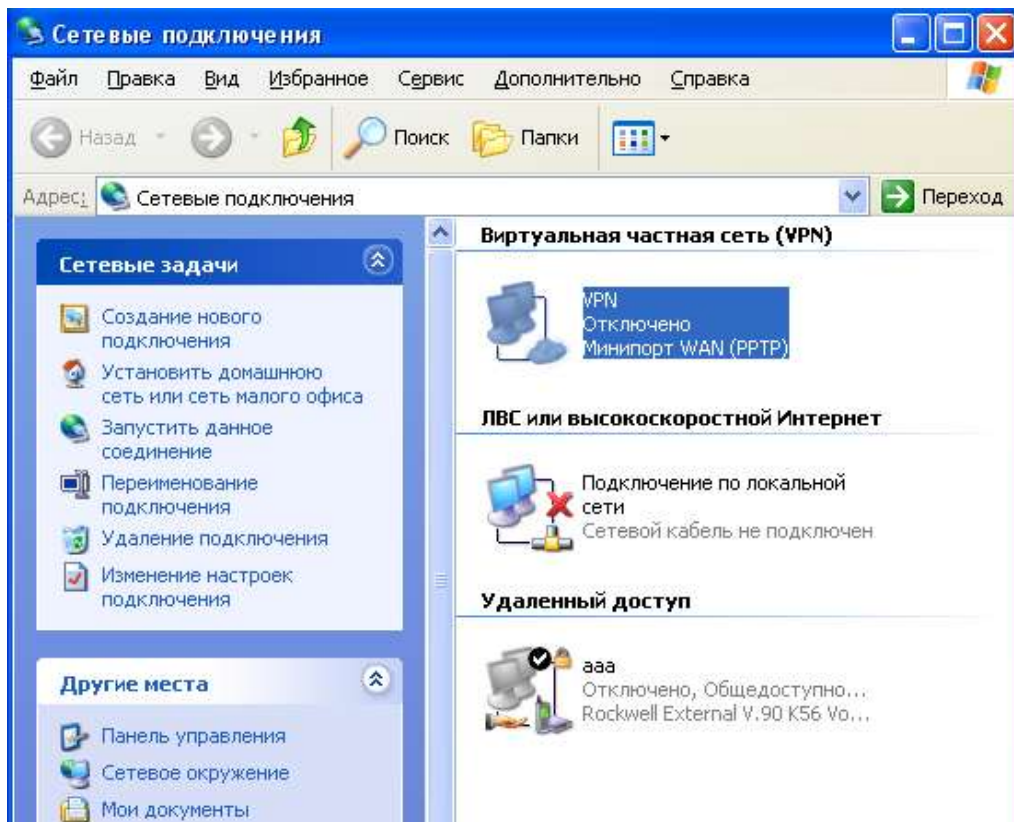 Сетевые подключения
Файл Правка Вид Избранное Сервис Дополнительно Справка
Назад Поиск Папки
Адрес: Сетевые подключения Переход
Сетевые задачи
Создание нового
подключения
Установить домашнюю
сеть или сеть малого офиса
Запустить данное
соединение
Переименование
подключения
Удаление подключения
Изменение настроек
подключения
Другие места
Панель управления
Сетевое окружение
Мои документы
Виртуальная частная сеть (VPN)
VPN
Отключено
Минипорт WAN (PPTP)
ЛВС или высокоскоростной Интернет
Подключение по локальной
сети
Сетевой кабель не подключен
Удаленный доступ
aaa
Отключено, Общедоступно...
Rockwell External V.90 K56 Vo...